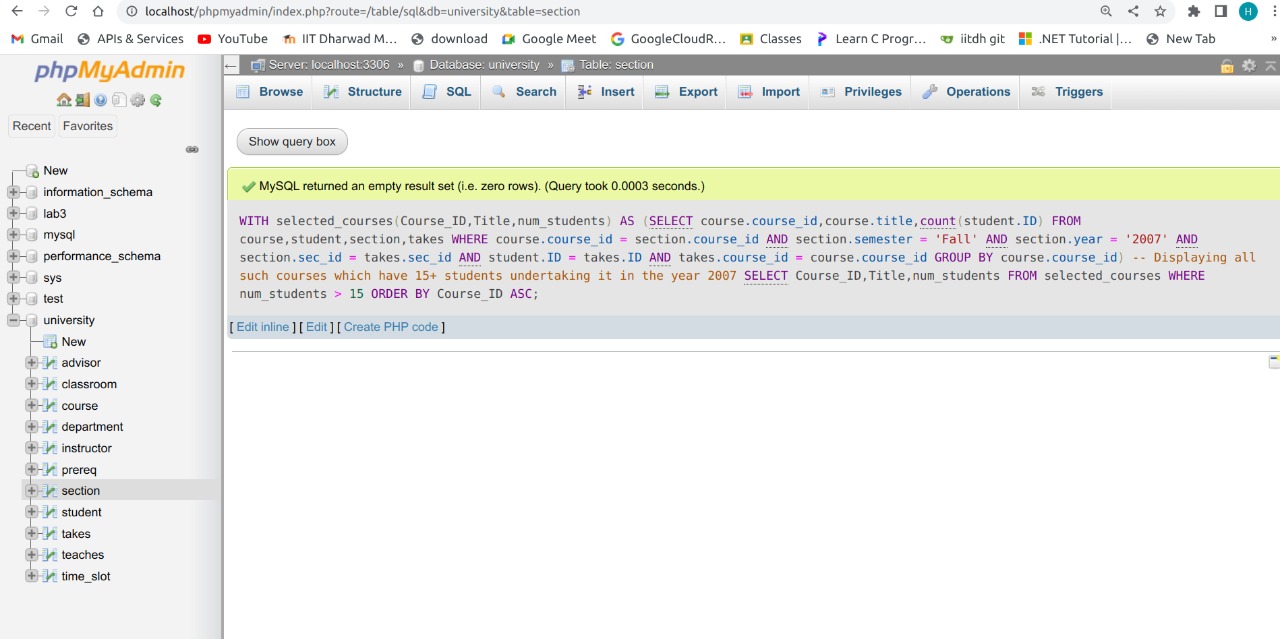 localhost/phpmyadmin/index.php?route=/table/sql&db=university&table=section
H
Gmail APIs & Services YouTube IIT Dharwad M... download Google Meet GoogleCloudR... Classes Learn C Progr... iitdh git .NET Tutorial |... New Tab »
phpMyAdmin
Recent Favorites
New
information_schema
lab3
mysql
performance_schema
sys
test
university
New
advisor
classroom
course
department
instructor
prereq
section
student
takes
teaches
time_slot
Server: localhost:3306 » Database: university » Table: section
Browse Structure SQL Search Insert Export Import Privileges Operations Triggers
Show query box
MySQL returned an empty result set (i.e. zero rows). (Query took 0.0003 seconds.)
WITH selected_courses(Course_ID,Title,num_students) AS (SELECT course.course_id,course.title,count(student.ID) FROM
course,student,section,takes WHERE course.course_id = section.course_id AND section.semester = 'Fall' AND section.year = '2007' AND
section.sec_id = takes.sec_id AND student.ID = takes.ID AND takes.course_id = course.course_id GROUP BY course.course_id) -- Displaying all
such courses which have 15+ students undertaking it in the year 2007 SELECT Course_ID,Title,num_students FROM selected_courses WHERE
num_students > 15 ORDER BY Course_ID ASC;
[ Edit inline ] [ Edit ] [ Create PHP code ]